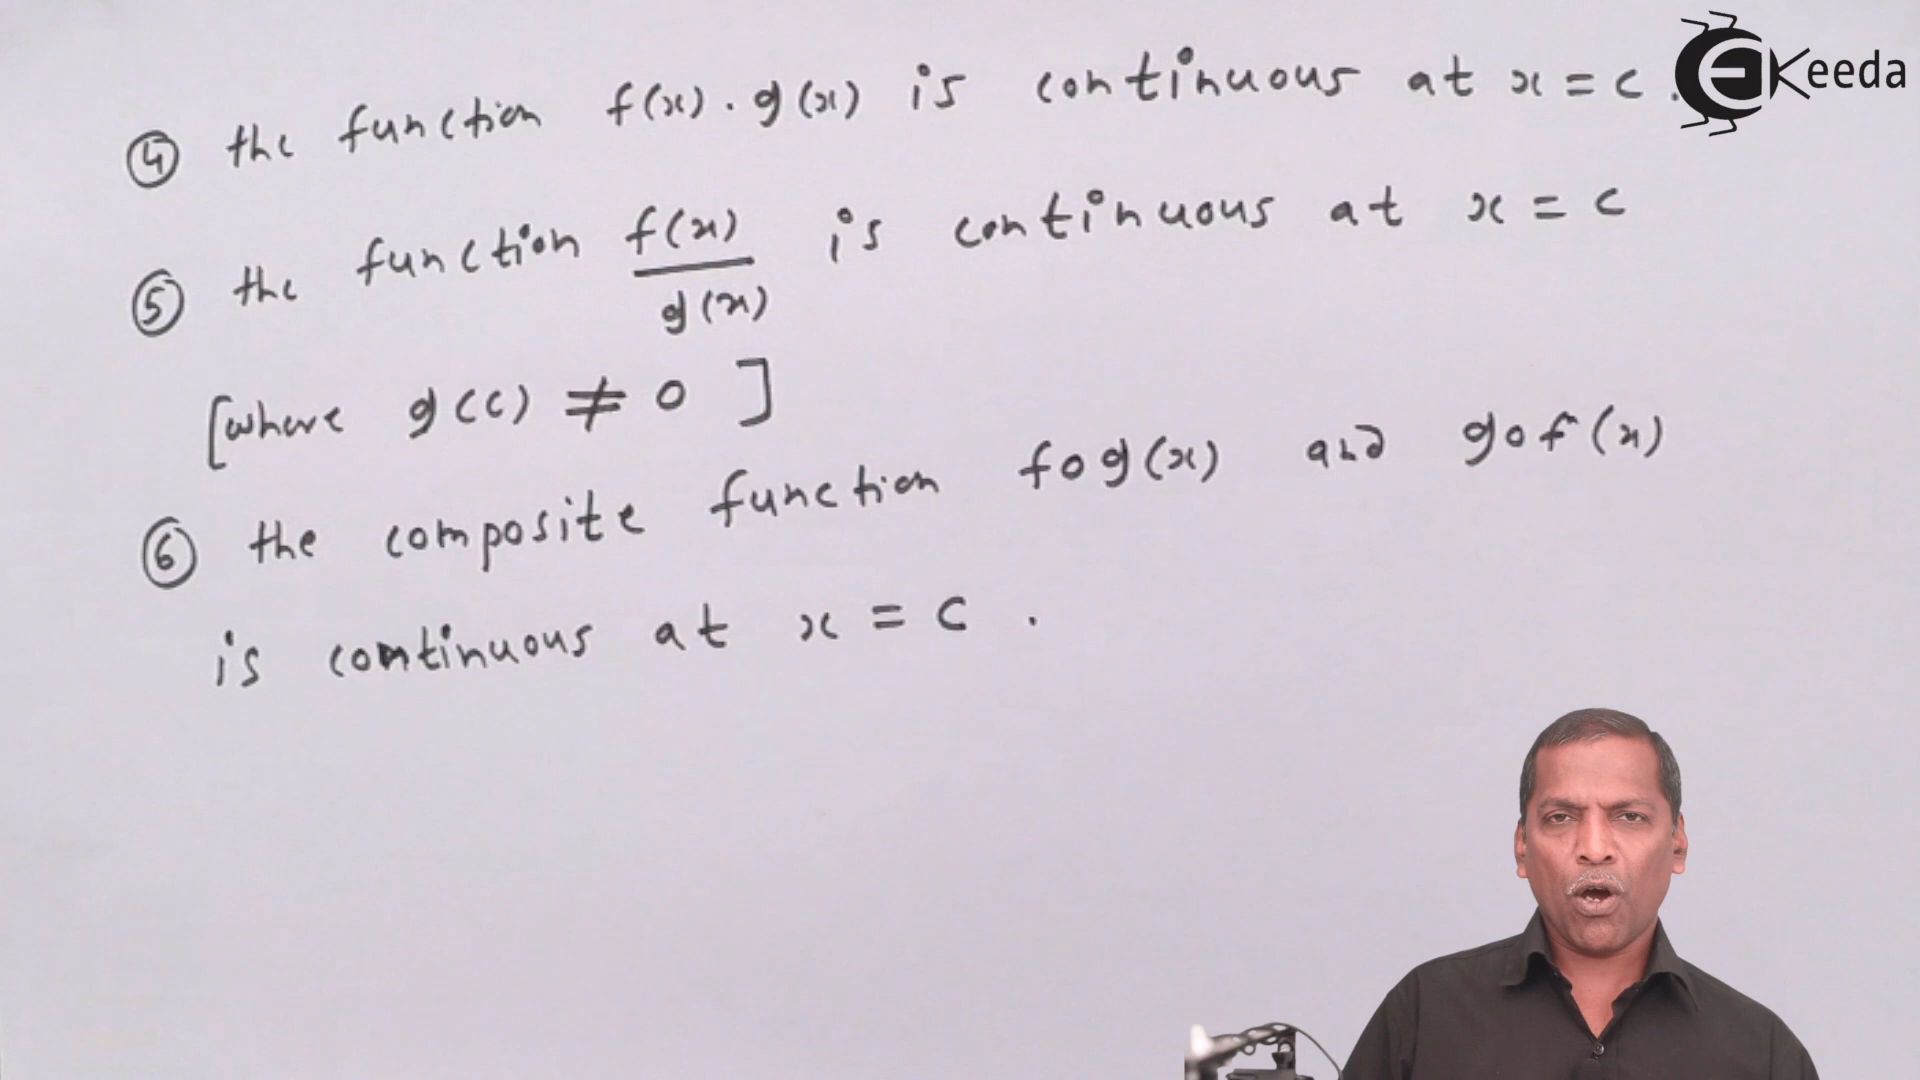 ④ the function f(x) . g(x) is continuous at x = c .
EKeeda
⑤ the function f(x)/g(x) is continuous at x = c
[where g(c) ≠ 0 ]
⑥ the composite function fog(x) and gof(x)
is continuous at x = c .